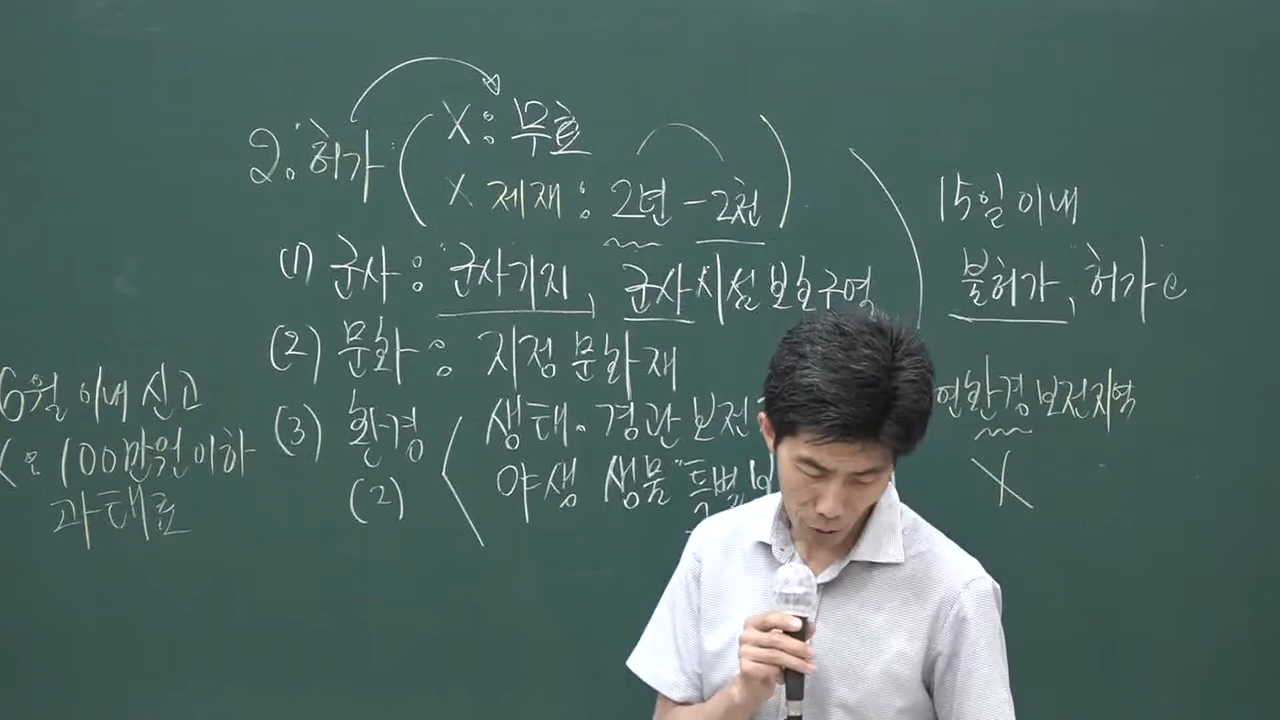 2. 허가 ( X : 무효
X 제재 : 2년 - 2천 )
(1) 군사 : 군사기지, 군사시설보호구역
(2) 문화 : 지정문화재
(3) 환경 (2) < 생태·경관보전
야생 생물 "특별
15일 이내
불허가, 허가
연환경보전지역
X
6월 이내 신고
100만원이하
과태료